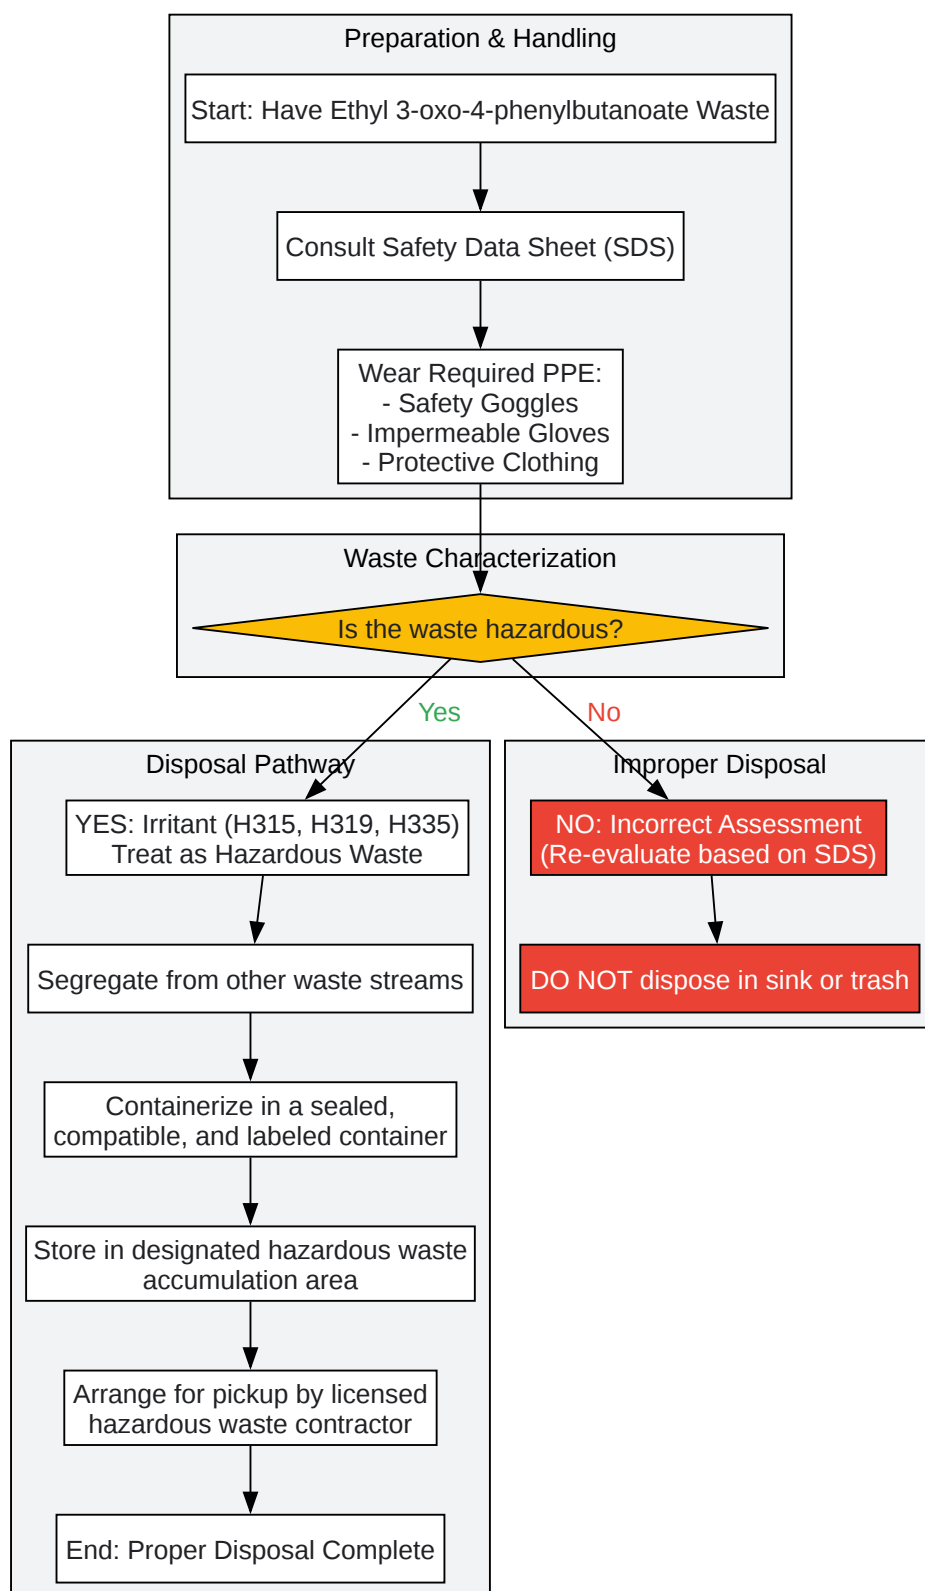 Preparation & Handling
Start: Have Ethyl 3-oxo-4-phenylbutanoate Waste
Consult Safety Data Sheet (SDS)
Wear Required PPE:
- Safety Goggles
- Impermeable Gloves
- Protective Clothing
Waste Characterization
Is the waste hazardous?
Yes
No
Disposal Pathway
YES: Irritant (H315, H319, H335)
Treat as Hazardous Waste
Segregate from other waste streams
Containerize in a sealed,
compatible, and labeled container
Store in designated hazardous waste
accumulation area
Arrange for pickup by licensed
hazardous waste contractor
End: Proper Disposal Complete
Improper Disposal
NO: Incorrect Assessment
(Re-evaluate based on SDS)
DO NOT dispose in sink or trash